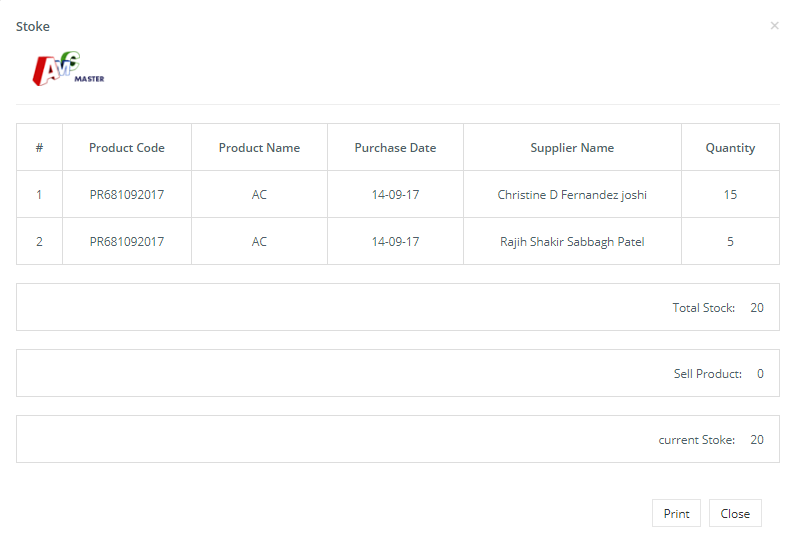 Stoke ×
AMS MASTER
# Product Code Product Name Purchase Date Supplier Name Quantity
1 PR681092017 AC 14-09-17 Christine D Fernandez joshi 15
2 PR681092017 AC 14-09-17 Rajih Shakir Sabbagh Patel 5
Total Stock: 20
Sell Product: 0
current Stoke: 20
Print Close